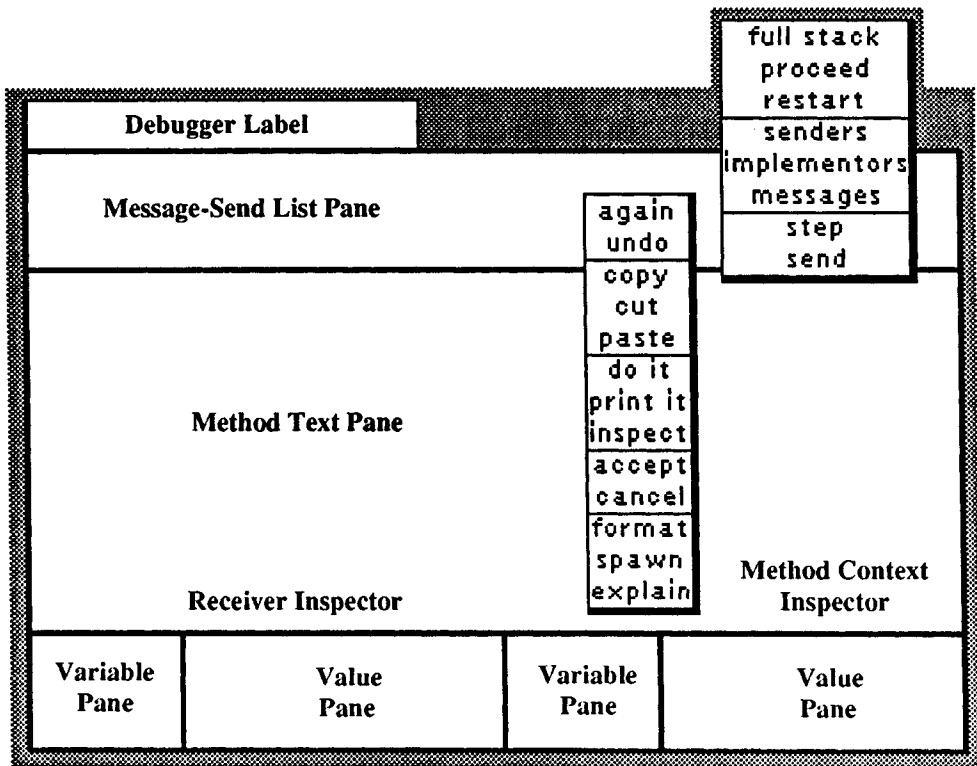 full stack
proceed
restart
senders
implementors
messages
step
send
Debugger Label
Message-Send List Pane
again
undo
copy
cut
paste
do it
print it
inspect
accept
cancel
format
spawn
explain
Method Text Pane
Receiver Inspector
Method Context
Inspector
Variable
Pane
Value
Pane
Variable
Pane
Value
Pane